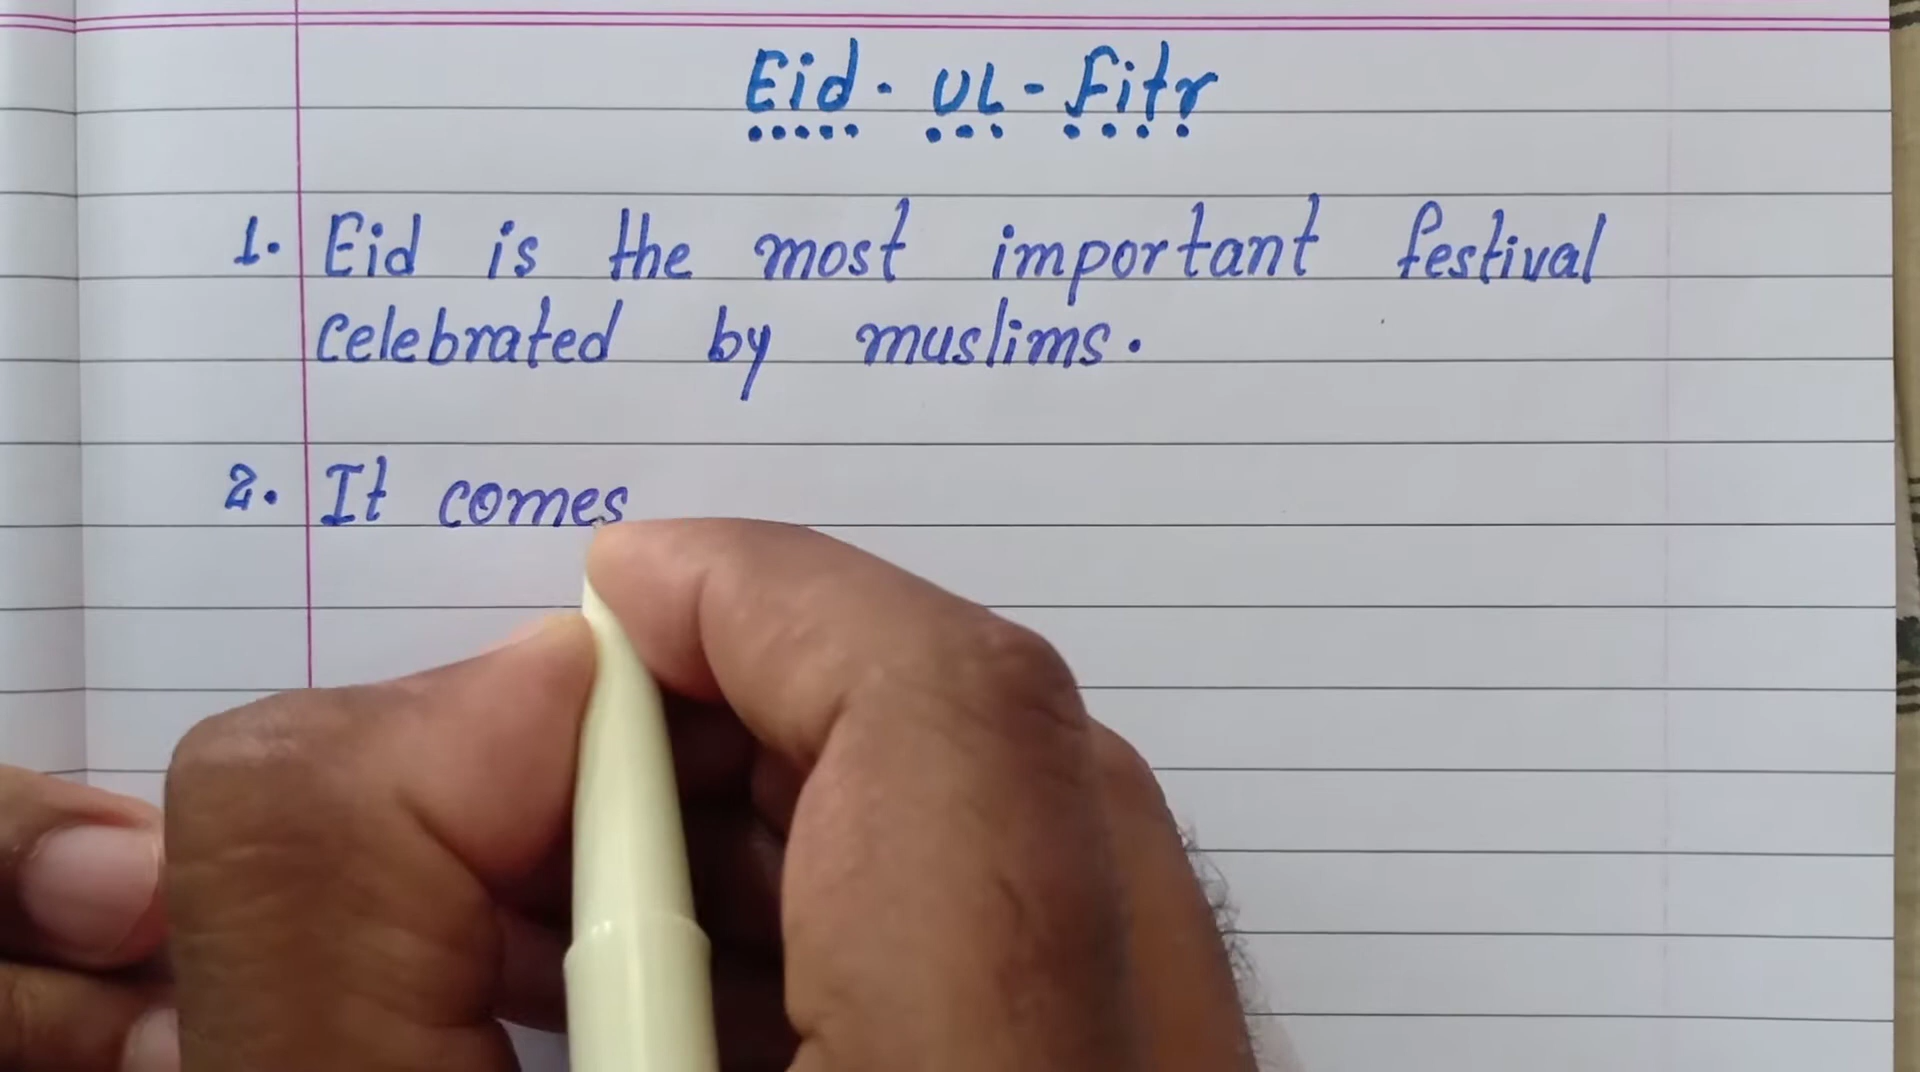 Eid - UL - Fitr
1. Eid is the most important festival
celebrated by muslims.
2. It comes